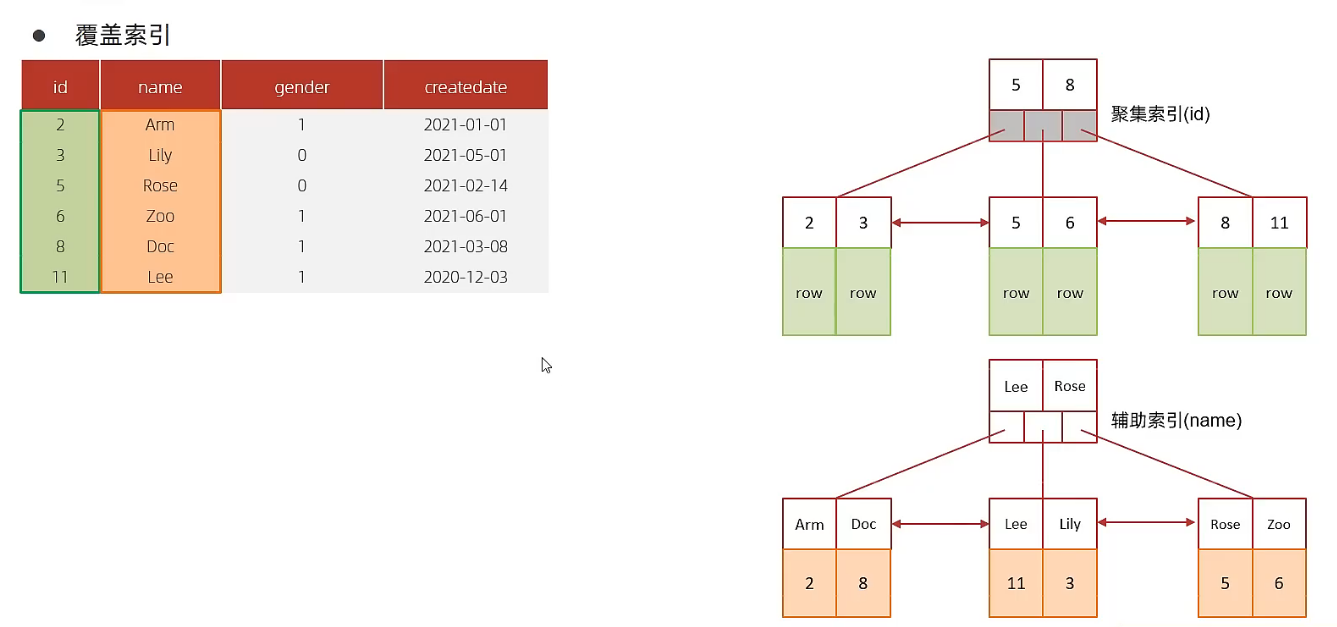 覆盖索引
id name gender createdate
2 Arm 1 2021-01-01
3 Lily 0 2021-05-01
5 Rose 0 2021-02-14
6 Zoo 1 2021-06-01
8 Doc 1 2021-03-08
11 Lee 1 2020-12-03
5 8
聚集索引(id)
2 3 5 6 8 11
row row row row row row
Lee Rose
辅助索引(name)
Arm Doc Lee Lily Rose Zoo
2 8 11 3 5 6